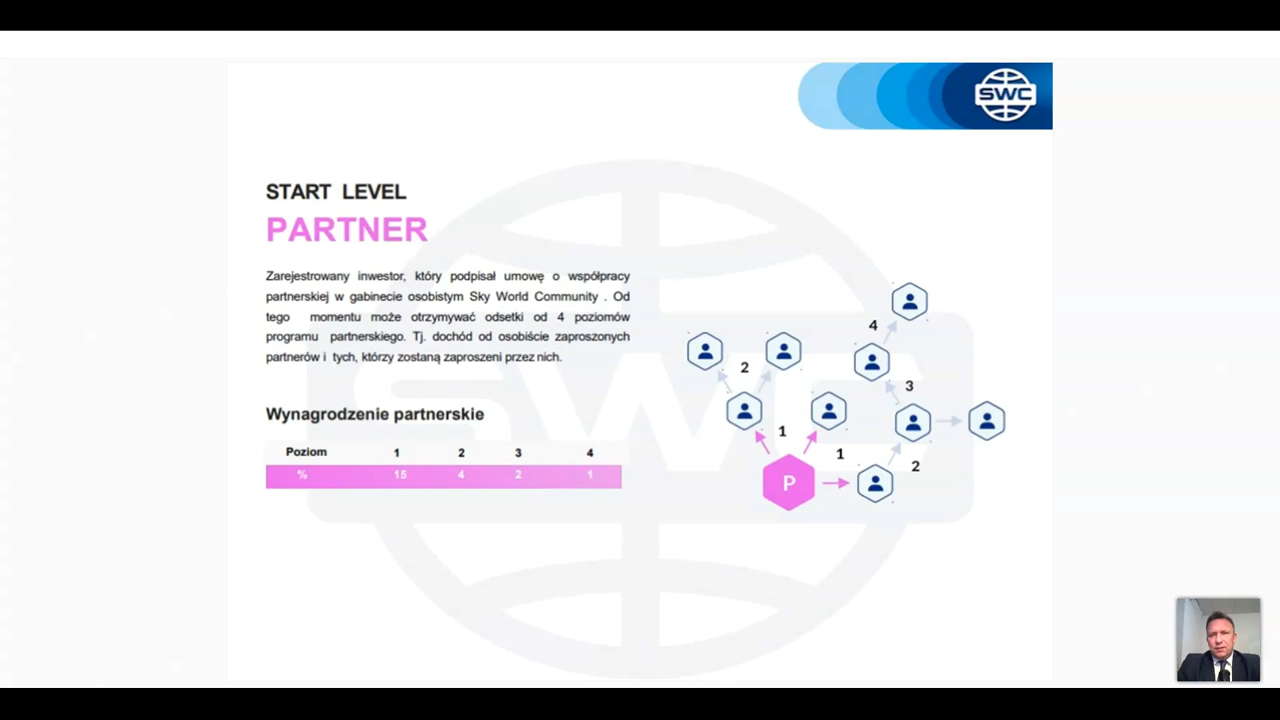 SWC
START LEVEL
PARTNER
Zarejestrowany inwestor, który podpisał umowę o współpracy
partnerskiej w gabinecie osobistym Sky World Community . Od
tego momentu może otrzymywać odsetki od 4 poziomów
programu partnerskiego. Tj. dochód od osobiście zaproszonych
partnerów i tych, którzy zostaną zaproszeni przez nich.
Wynagrodzenie partnerskie
Poziom 1 2 3 4
% 15 4 2 1
4
2
3
1
1
2
P
SWC